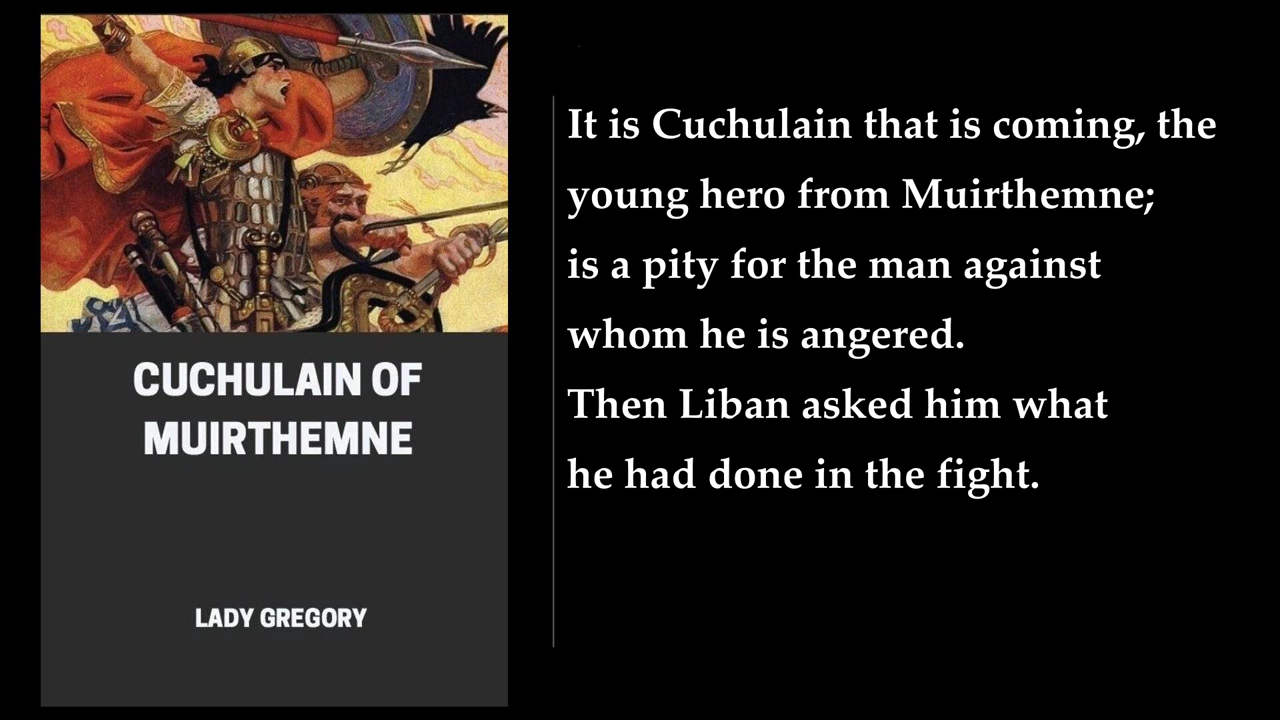 CUCHULAIN OF
MUIRTHEMNE
LADY GREGORY
It is Cuchulain that is coming, the
young hero from Muirthemne;
is a pity for the man against
whom he is angered.
Then Liban asked him what
he had done in the fight.